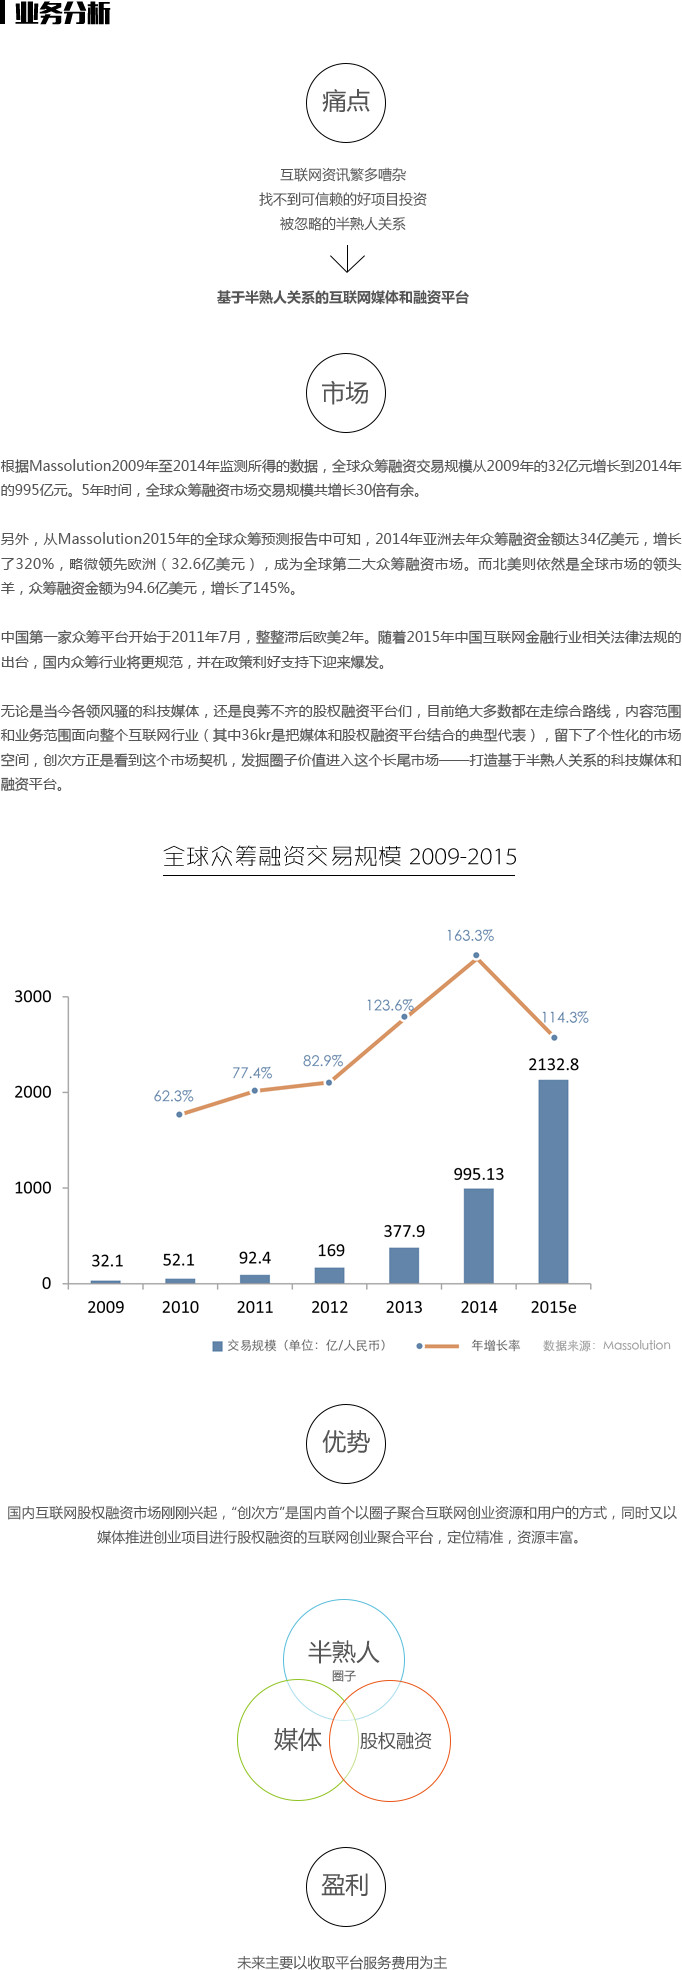 业务分析
痛点
互联网资讯繁多嘈杂
找不到可信赖的好项目投资
被忽略的半熟人关系
基于半熟人关系的互联网媒体和融资平台
市场
根据Massolution2009年至2014年监测所得的数据，全球众筹融资交易规模从2009年的32亿元增长到2014年
的995亿元。5年时间，全球众筹融资市场交易规模共增长30倍有余。
另外，从Massolution2015年的全球众筹预测报告中可知，2014年亚洲去年众筹融资金额达34亿美元，增长
了320%，略微领先欧洲（32.6亿美元），成为全球第二大众筹融资市场。而北美则依然是全球市场的领头
羊，众筹融资金额为94.6亿美元，增长了145%。
中国第一家众筹平台开始于2011年7月，整整滞后欧美2年。随着2015年中国互联网金融行业相关法律法规的
出台，国内众筹行业将更规范，并在政策利好支持下迎来爆发。
无论是当今各领风骚的科技媒体，还是良莠不齐的股权融资平台们，目前绝大多数都在走综合路线，内容范围
和业务范围面向整个互联网行业（其中36kr是把媒体和股权融资平台结合的典型代表），留下了个性化的市场
空间，创次方正是看到这个市场契机，发掘圈子价值进入这个长尾市场——打造基于半熟人关系的科技媒体和
融资平台。
全球众筹融资交易规模 2009-2015
163.3%
3000
123.6%
114.3%
82.9%
2132.8
77.4%
2000
62.3%
1000
995.13
377.9
169
92.4
52.1
32.1
0
2009 2010 2011 2012 2013 2014 2015e
交易规模（单位：亿/人民币） 年增长率 数据来源：Massolution
优势
国内互联网股权融资市场刚刚兴起，“创次方”是国内首个以圈子聚合互联网创业资源和用户的方式，同时又以
媒体推进创业项目进行股权融资的互联网创业聚合平台，定位精准，资源丰富。
半熟人
圈子
媒体 股权融资
盈利
未来主要以收取平台服务费用为主